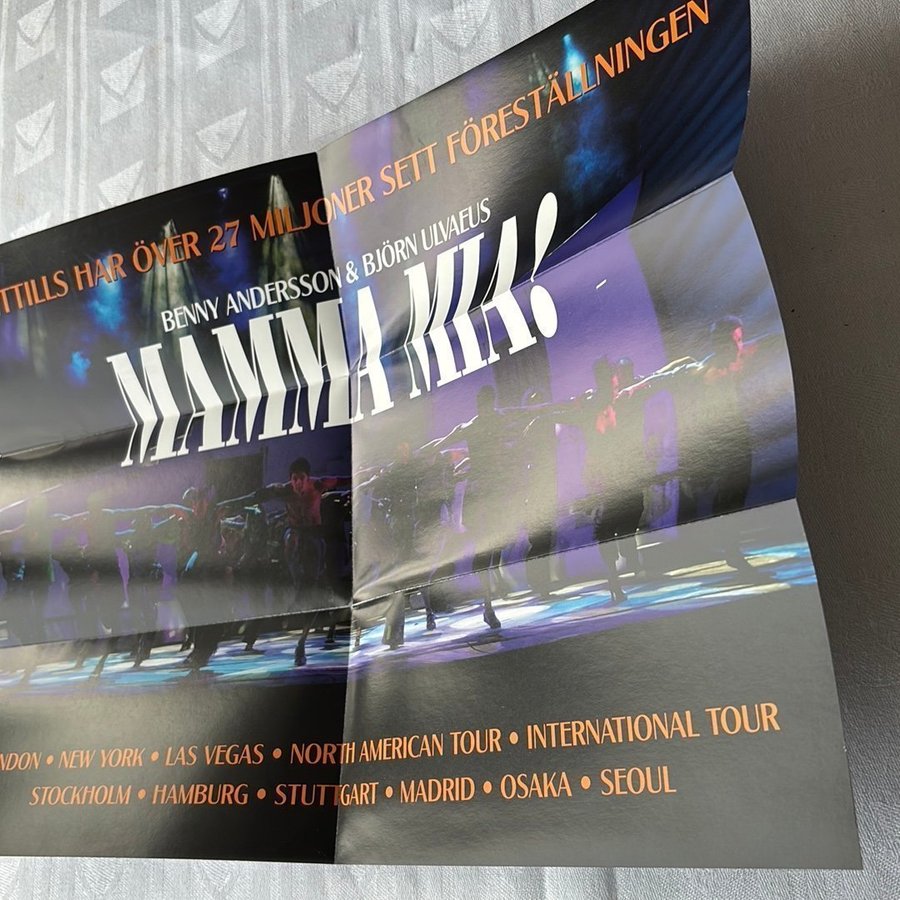 TTILLS HAR ÖVER 27 MILJONER SETT FÖRESTÄLLNINGEN
BENNY ANDERSSON & BJÖRN ULVAEUS
MAMMA MIA!
NDON • NEW YORK • LAS VEGAS • NORTH AMERICAN TOUR • INTERNATIONAL TOUR
STOCKHOLM • HAMBURG • STUTTGART • MADRID • OSAKA • SEOUL